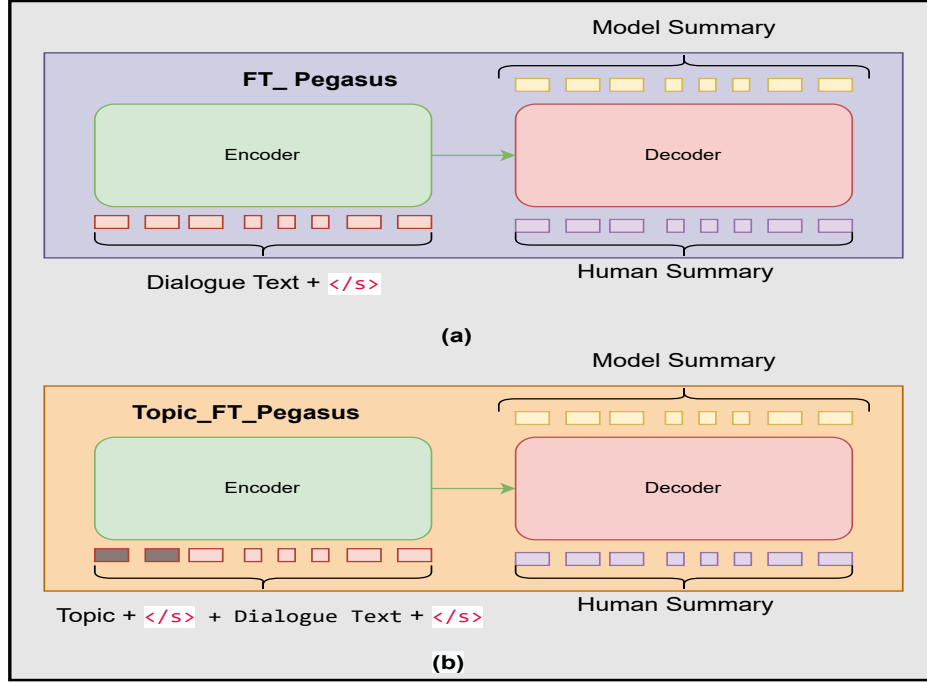 Model Summary
FT_ Pegasus
Encoder
Decoder
Dialogue Text + </s>
Human Summary
(a)
Model Summary
Topic_FT_Pegasus
Encoder
Decoder
Topic + </s> + Dialogue Text + </s>
Human Summary
(b)